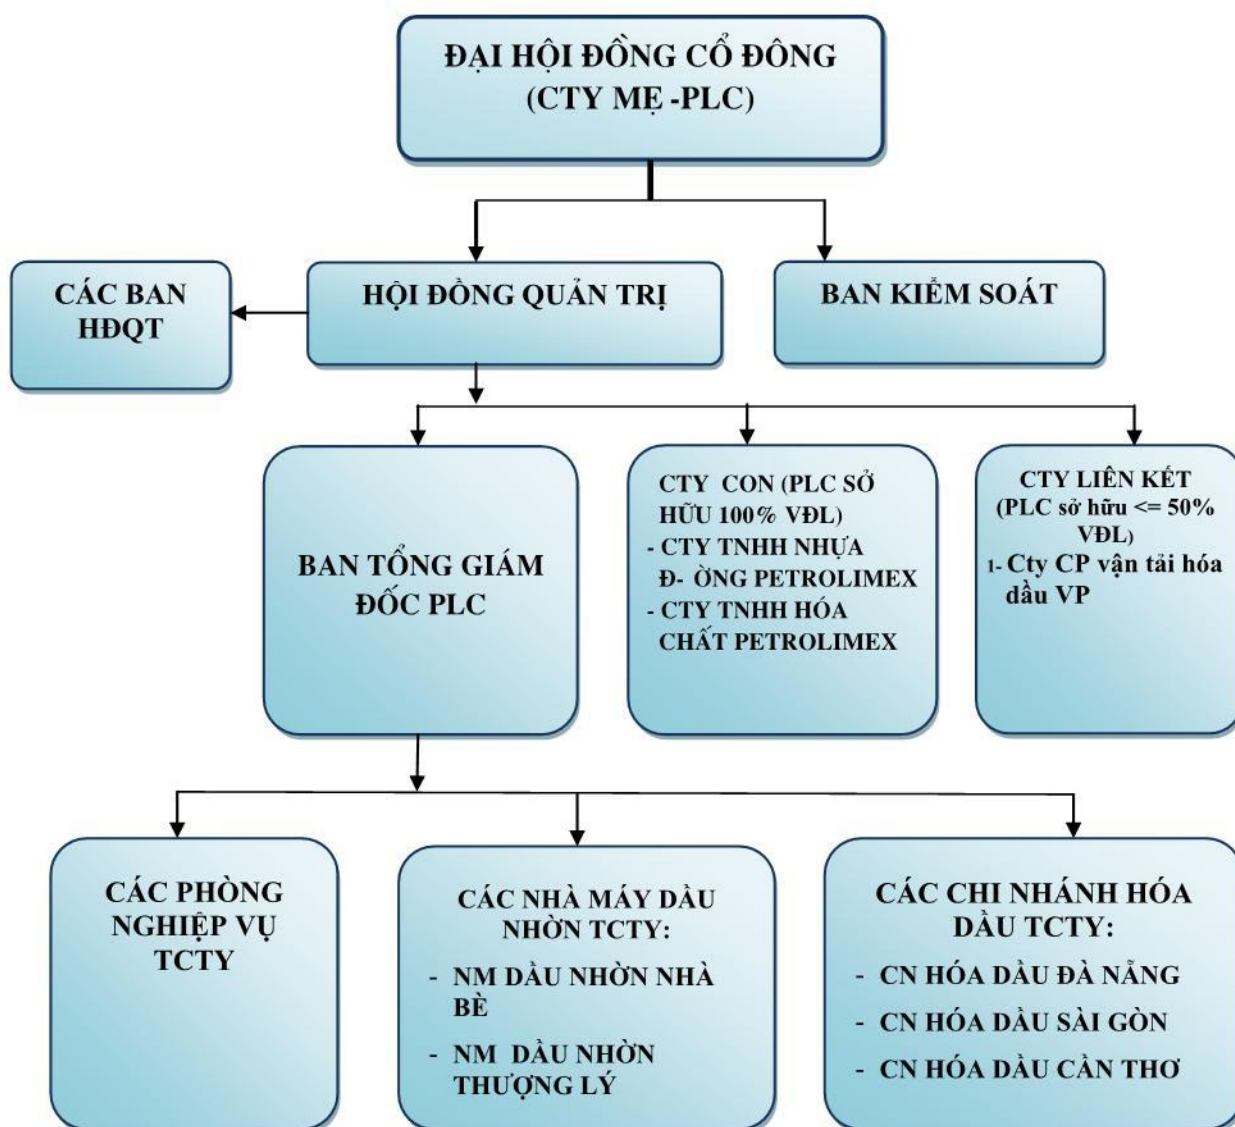 ĐẠI HỘI ĐỒNG CỔ ĐÔNG
(CTY MẸ -PLC)
CÁC BAN
HĐQT
HỘI ĐỒNG QUẢN TRỊ
BAN KIỂM SOÁT
BAN TỔNG GIÁM
ĐỐC PLC
CTY CON (PLC SỞ
HỮU 100% VĐL)
- CTY TNHH NHỰA
Đ- ỜNG PETROLIMEX
- CTY TNHH HÓA
CHẤT PETROLIMEX
CTY LIÊN KẾT
(PLC sở hữu <= 50%
VĐL)
1- Cty CP vận tải hóa
dầu VP
CÁC PHÒNG
NGHIỆP VỤ
TCTY
CÁC NHÀ MÁY DẦU
NHỜN TCTY:
- NM DẦU NHỜN NHÀ
BÈ
- NM DẦU NHỜN
THƯỢNG LÝ
CÁC CHI NHÁNH HÓA
DẦU TCTY:
- CN HÓA DẦU ĐÀ NẴNG
- CN HÓA DẦU SÀI GÒN
- CN HÓA DẦU CẦN THƠ